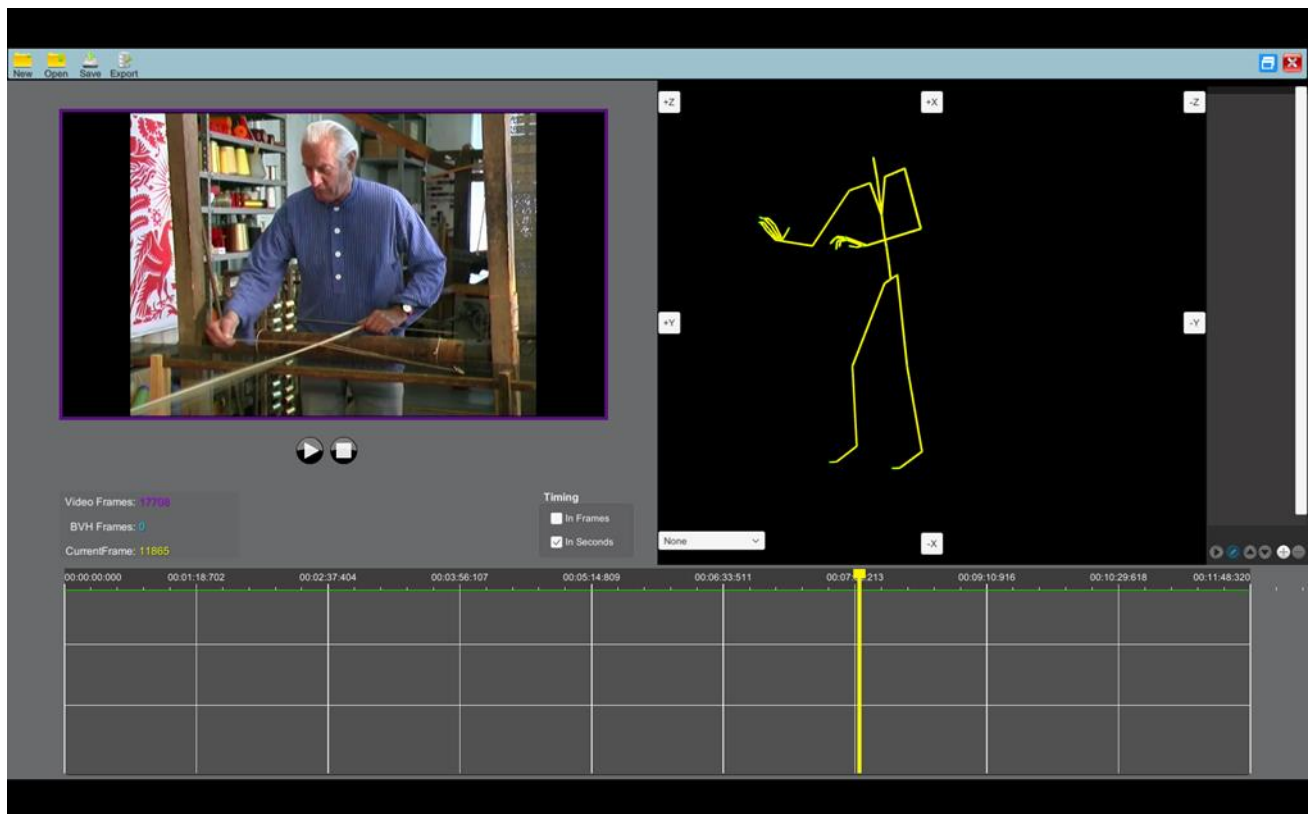 New Open Save Export
+Z +X -Z
+Y -Y
Video Frames: 17708
BVH Frames: 0
CurrentFrame: 11865
Timing
In Frames
In Seconds
None
-X
00:00:00:000 00:01:18:702 00:02:37:404 00:03:56:107 00:05:14:809 00:06:33:511 213 00:09:10:916 00:10:29:618 00:11:48:320